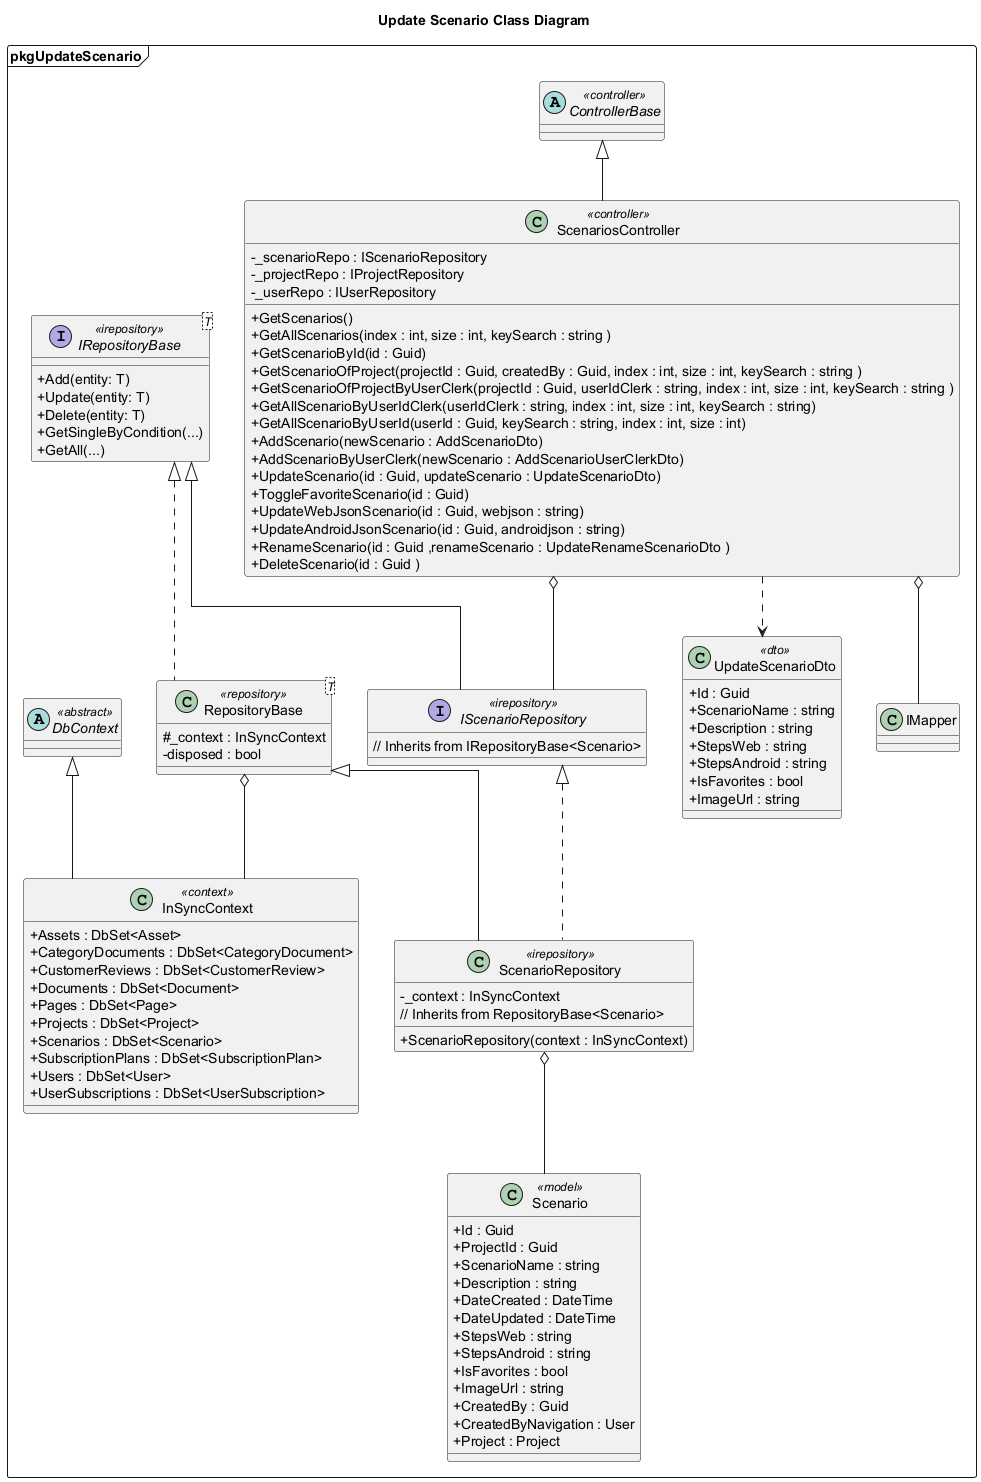 Update Scenario Class Diagram
pkgUpdateScenario
A
«controller»
ControllerBase
C
«controller»
ScenariosController
-_scenarioRepo : IScenarioRepository
-_projectRepo : IProjectRepository
-_userRepo : IUserRepository
+GetScenarios()
+GetAllScenarios(index : int, size : int, keySearch : string )
+GetScenarioById(id : Guid)
+GetScenarioOfProject(projectId : Guid, createdBy : Guid, index : int, size : int, keySearch : string )
+GetScenarioOfProjectByUserClerk(projectId : Guid, userIdClerk : string, index : int, size : int, keySearch : string )
+GetAllScenarioByUserIdClerk(userIdClerk : string, index : int, size : int, keySearch : string)
+GetAllScenarioByUserId(userId : Guid, keySearch : string, index : int, size : int)
+AddScenario(newScenario : AddScenarioDto)
+AddScenarioByUserClerk(newScenario : AddScenarioUserClerkDto)
+UpdateScenario(id : Guid, updateScenario : UpdateScenarioDto)
+ToggleFavoriteScenario(id : Guid)
+UpdateWebJsonScenario(id : Guid, webjson : string)
+UpdateAndroidJsonScenario(id : Guid, androidjson : string)
+RenameScenario(id : Guid ,renameScenario : UpdateRenameScenarioDto )
+DeleteScenario(id : Guid )
T
I
«irepository»
IRepositoryBase
+Add(entity: T)
+Update(entity: T)
+Delete(entity: T)
+GetSingleByCondition(...)
+GetAll(...)
A
«abstract»
DbContext
T
C
«repository»
RepositoryBase
#_context : InSyncContext
-disposed : bool
I
«irepository»
IScenarioRepository
// Inherits from IRepositoryBase<Scenario>
C
«dto»
UpdateScenarioDto
+Id : Guid
+ScenarioName : string
+Description : string
+StepsWeb : string
+StepsAndroid : string
+IsFavorites : bool
+ImageUrl : string
C
IMapper
C
«context»
InSyncContext
+Assets : DbSet<Asset>
+CategoryDocuments : DbSet<CategoryDocument>
+CustomerReviews : DbSet<CustomerReview>
+Documents : DbSet<Document>
+Pages : DbSet<Page>
+Projects : DbSet<Project>
+Scenarios : DbSet<Scenario>
+SubscriptionPlans : DbSet<SubscriptionPlan>
+Users : DbSet<User>
+UserSubscriptions : DbSet<UserSubscription>
C
«irepository»
ScenarioRepository
-_context : InSyncContext
// Inherits from RepositoryBase<Scenario>
+ScenarioRepository(context : InSyncContext)
C
«model»
Scenario
+Id : Guid
+ProjectId : Guid
+ScenarioName : string
+Description : string
+DateCreated : DateTime
+DateUpdated : DateTime
+StepsWeb : string
+StepsAndroid : string
+IsFavorites : bool
+ImageUrl : string
+CreatedBy : Guid
+CreatedByNavigation : User
+Project : Project